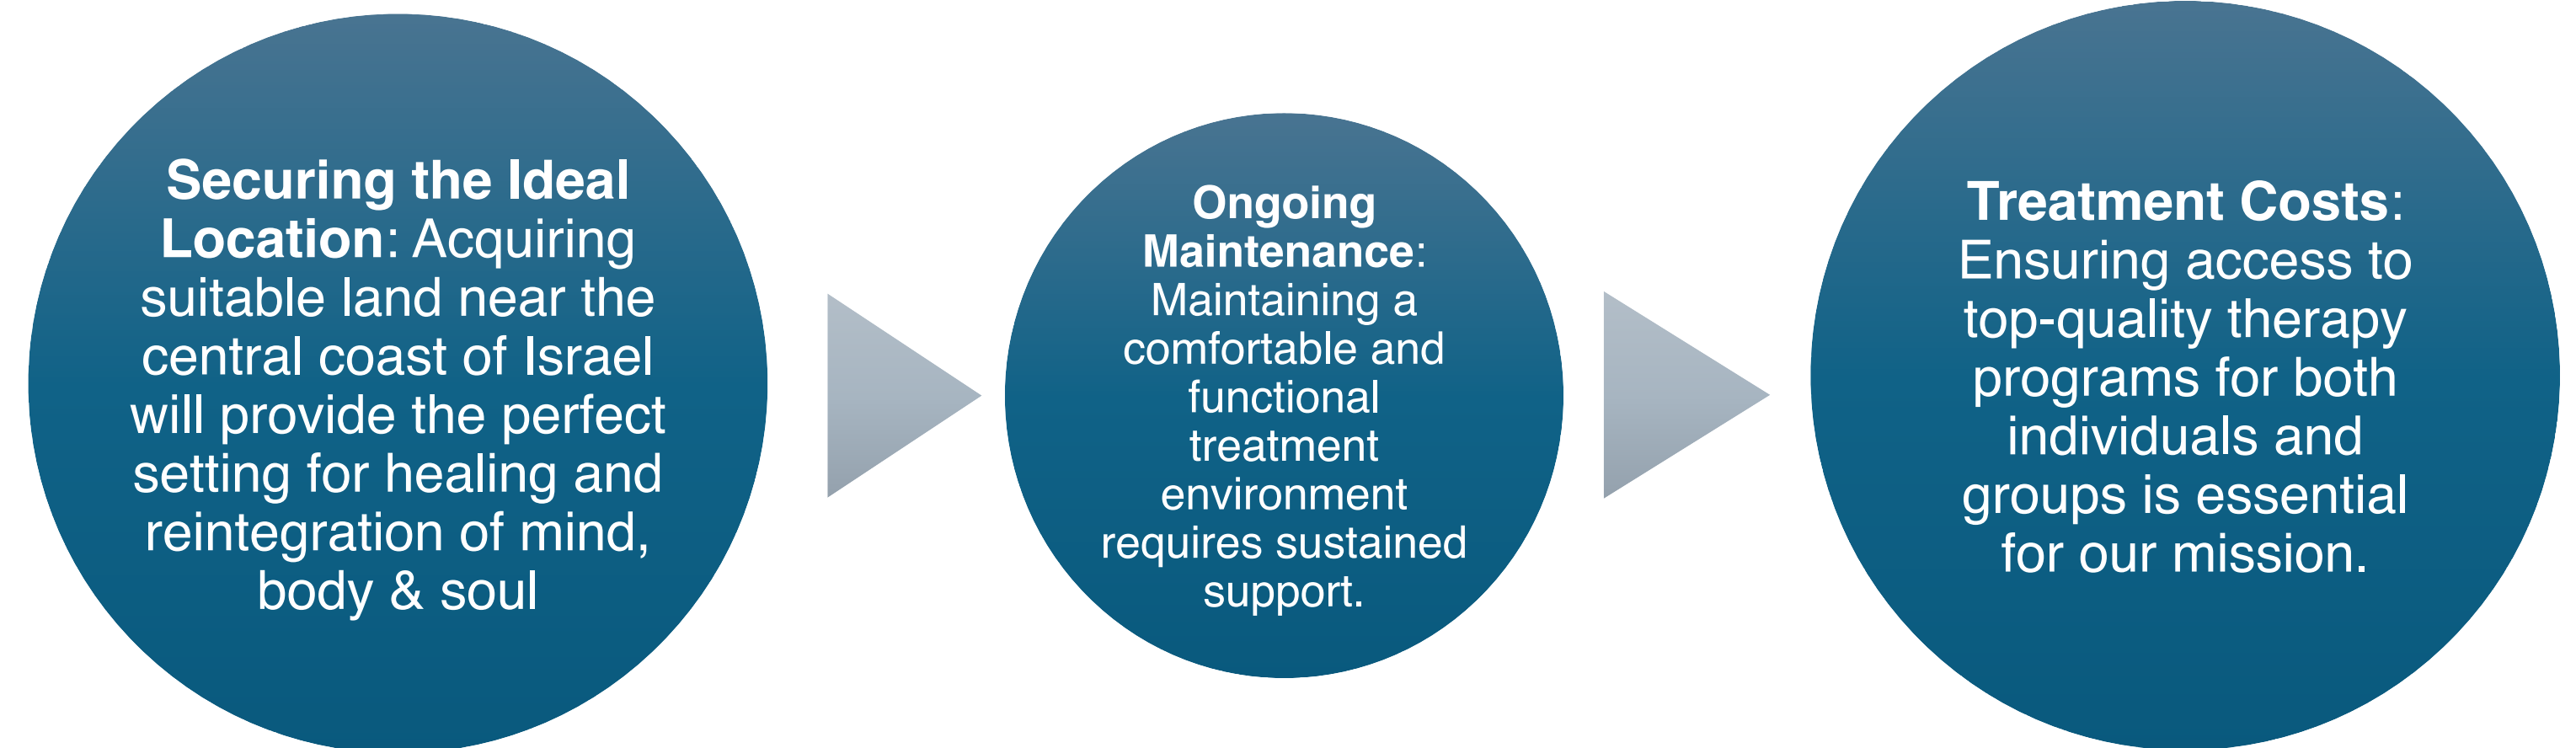 Securing the Ideal
Location: Acquiring
suitable land near the
central coast of Israel
will provide the perfect
setting for healing and
reintegration of mind,
body & soul
Ongoing
Maintenance:
Maintaining a
comfortable and
functional
treatment
environment
requires sustained
support.
Treatment Costs:
Ensuring access to
top-quality therapy
programs for both
individuals and
groups is essential
for our mission.